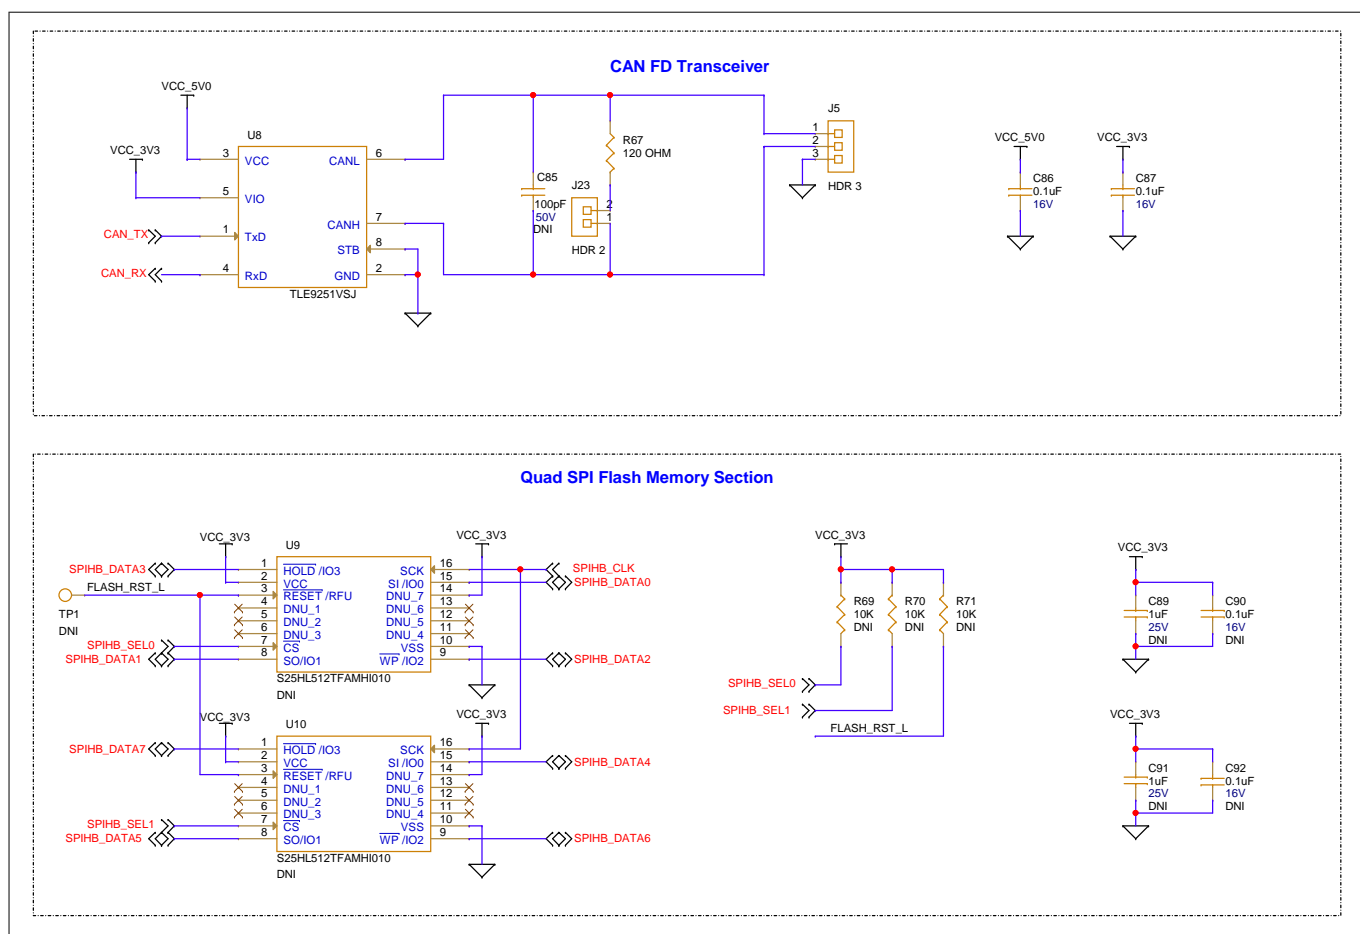 CAN FD Transceiver
VCC_5V0
U8
VCC_3V3
3
VCC
CANL
6
5
VIO
CANH
7
CAN_TX
1
TxD
STB
8
CAN_RX
4
RxD
GND
2
TLE9251VSJ
C85
100pF
50V
DNI
R67
120 OHM
J23
2
1
HDR 2
J5
1
2
3
HDR 3
VCC_5V0
C86
0.1uF
16V
VCC_3V3
C87
0.1uF
16V
Quad SPI Flash Memory Section
VCC_3V3
U9
VCC_3V3
SPIHB_DATA3
1
HOLD/IO3
SCK
16
SPIHB_CLK
2
VCC
SI/IO0
15
SPIHB_DATA0
FLASH_RST_L
3
RESET/RFU
DNU_7
14
TP1
DNI
4
DNU_1
DNU_6
13
5
DNU_2
DNU_5
12
6
DNU_3
DNU_4
11
SPIHB_SEL0
7
CS
VSS
10
SPIHB_DATA1
8
SO/IO1
WP/IO2
9
SPIHB_DATA2
S25HL512TFAMHI010
DNI
VCC_3V3
U10
VCC_3V3
SPIHB_DATA7
1
HOLD/IO3
SCK
16
2
VCC
SI/IO0
15
SPIHB_DATA4
3
RESET/RFU
DNU_7
14
4
DNU_1
DNU_6
13
5
DNU_2
DNU_5
12
6
DNU_3
DNU_4
11
SPIHB_SEL1
7
CS
VSS
10
SPIHB_DATA5
8
SO/IO1
WP/IO2
9
SPIHB_DATA6
S25HL512TFAMHI010
DNI
VCC_3V3
R69
10K
DNI
R70
10K
DNI
R71
10K
DNI
SPIHB_SEL0
SPIHB_SEL1
FLASH_RST_L
VCC_3V3
C89
1uF
25V
DNI
C90
0.1uF
16V
DNI
VCC_3V3
C91
1uF
25V
DNI
C92
0.1uF
16V
DNI